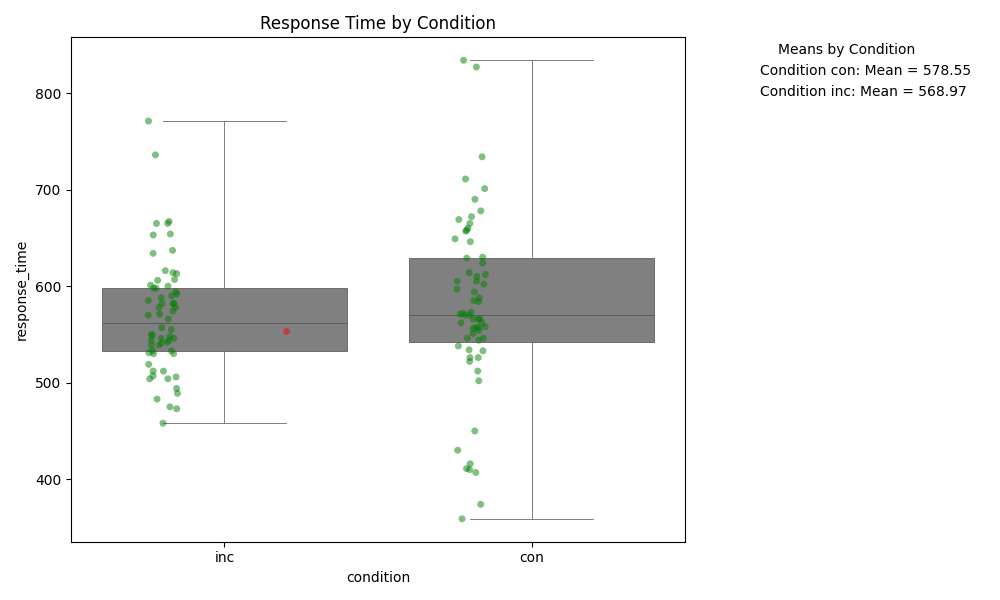 Response Time by Condition
Means by Condition
Condition con: Mean = 578.55
Condition inc: Mean = 568.97
response_time
800
700
600
500
400
inc
con
condition